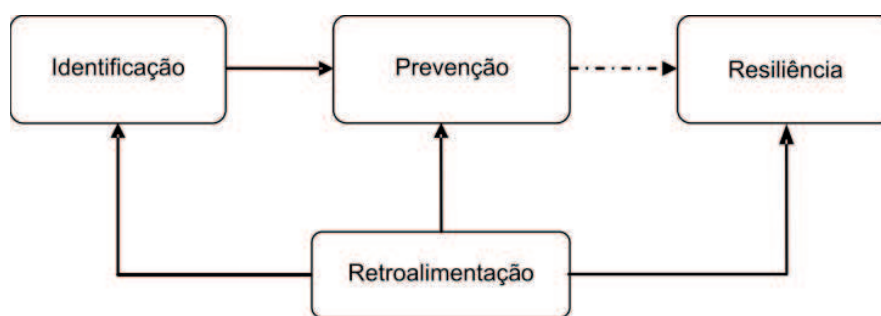 Identificação
Prevenção
Resiliência
Retroalimentação